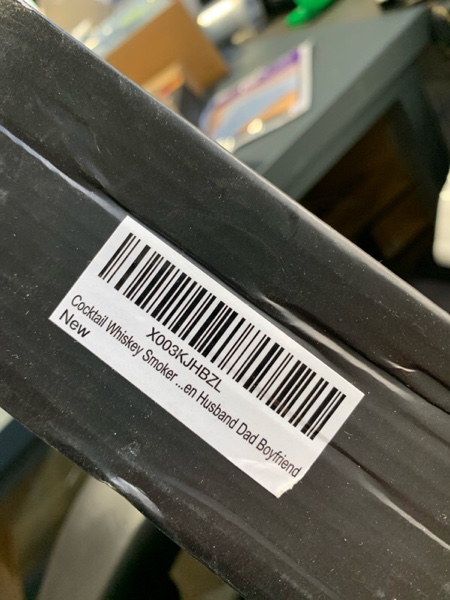 X003KJHBZL
Cocktail Whiskey Smoker ...en Husband Dad Boyfriend
New